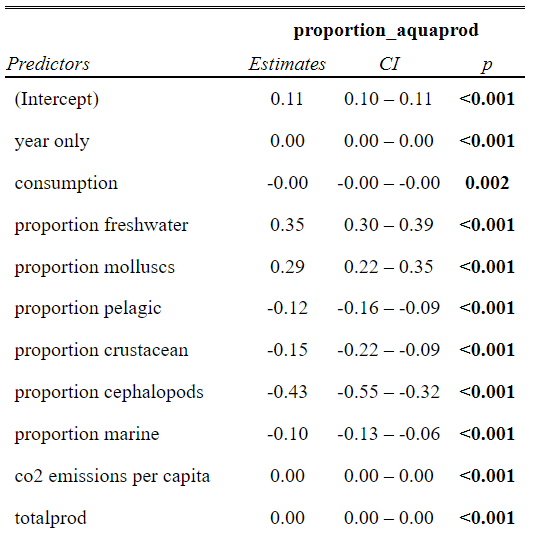 proportion_aquaprod
Predictors Estimates CI p
(Intercept) 0.11 0.10 – 0.11 <0.001
year only 0.00 0.00 – 0.00 <0.001
consumption -0.00 -0.00 – -0.00 0.002
proportion freshwater 0.35 0.30 – 0.39 <0.001
proportion molluscs 0.29 0.22 – 0.35 <0.001
proportion pelagic -0.12 -0.16 – -0.09 <0.001
proportion crustacean -0.15 -0.22 – -0.09 <0.001
proportion cephalopods -0.43 -0.55 – -0.32 <0.001
proportion marine -0.10 -0.13 – -0.06 <0.001
co2 emissions per capita 0.00 0.00 – 0.00 <0.001
totalprod 0.00 0.00 – 0.00 <0.001